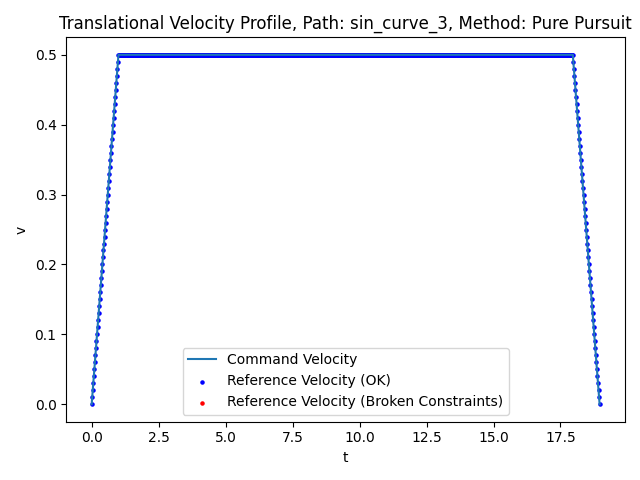 Translational Velocity Profile, Path: sin_curve_3, Method: Pure Pursuit
0.5
0.4
0.3
0.2
0.1
0.0
v
Command Velocity
Reference Velocity (OK)
Reference Velocity (Broken Constraints)
0.0 2.5 5.0 7.5 10.0 12.5 15.0 17.5
t